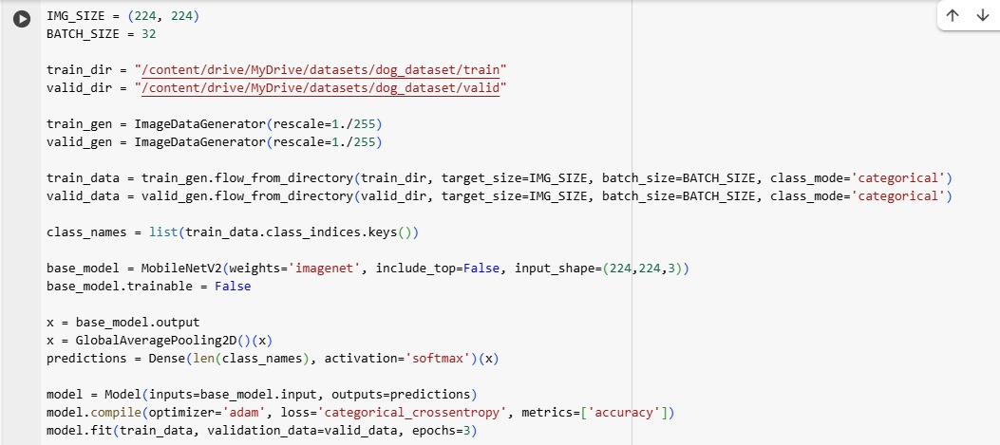 IMG_SIZE = (224, 224)
BATCH_SIZE = 32
train_dir = "/content/drive/MyDrive/datasets/dog_dataset/train"
valid_dir = "/content/drive/MyDrive/datasets/dog_dataset/valid"
train_gen = ImageDataGenerator(rescale=1./255)
valid_gen = ImageDataGenerator(rescale=1./255)
train_data = train_gen.flow_from_directory(train_dir, target_size=IMG_SIZE, batch_size=BATCH_SIZE, class_mode='categorical')
valid_data = valid_gen.flow_from_directory(valid_dir, target_size=IMG_SIZE, batch_size=BATCH_SIZE, class_mode='categorical')
class_names = list(train_data.class_indices.keys())
base_model = MobileNetV2(weights='imagenet', include_top=False, input_shape=(224,224,3))
base_model.trainable = False
x = base_model.output
x = GlobalAveragePooling2D()(x)
predictions = Dense(len(class_names), activation='softmax')(x)
model = Model(inputs=base_model.input, outputs=predictions)
model.compile(optimizer='adam', loss='categorical_crossentropy', metrics=['accuracy'])
model.fit(train_data, validation_data=valid_data, epochs=3)